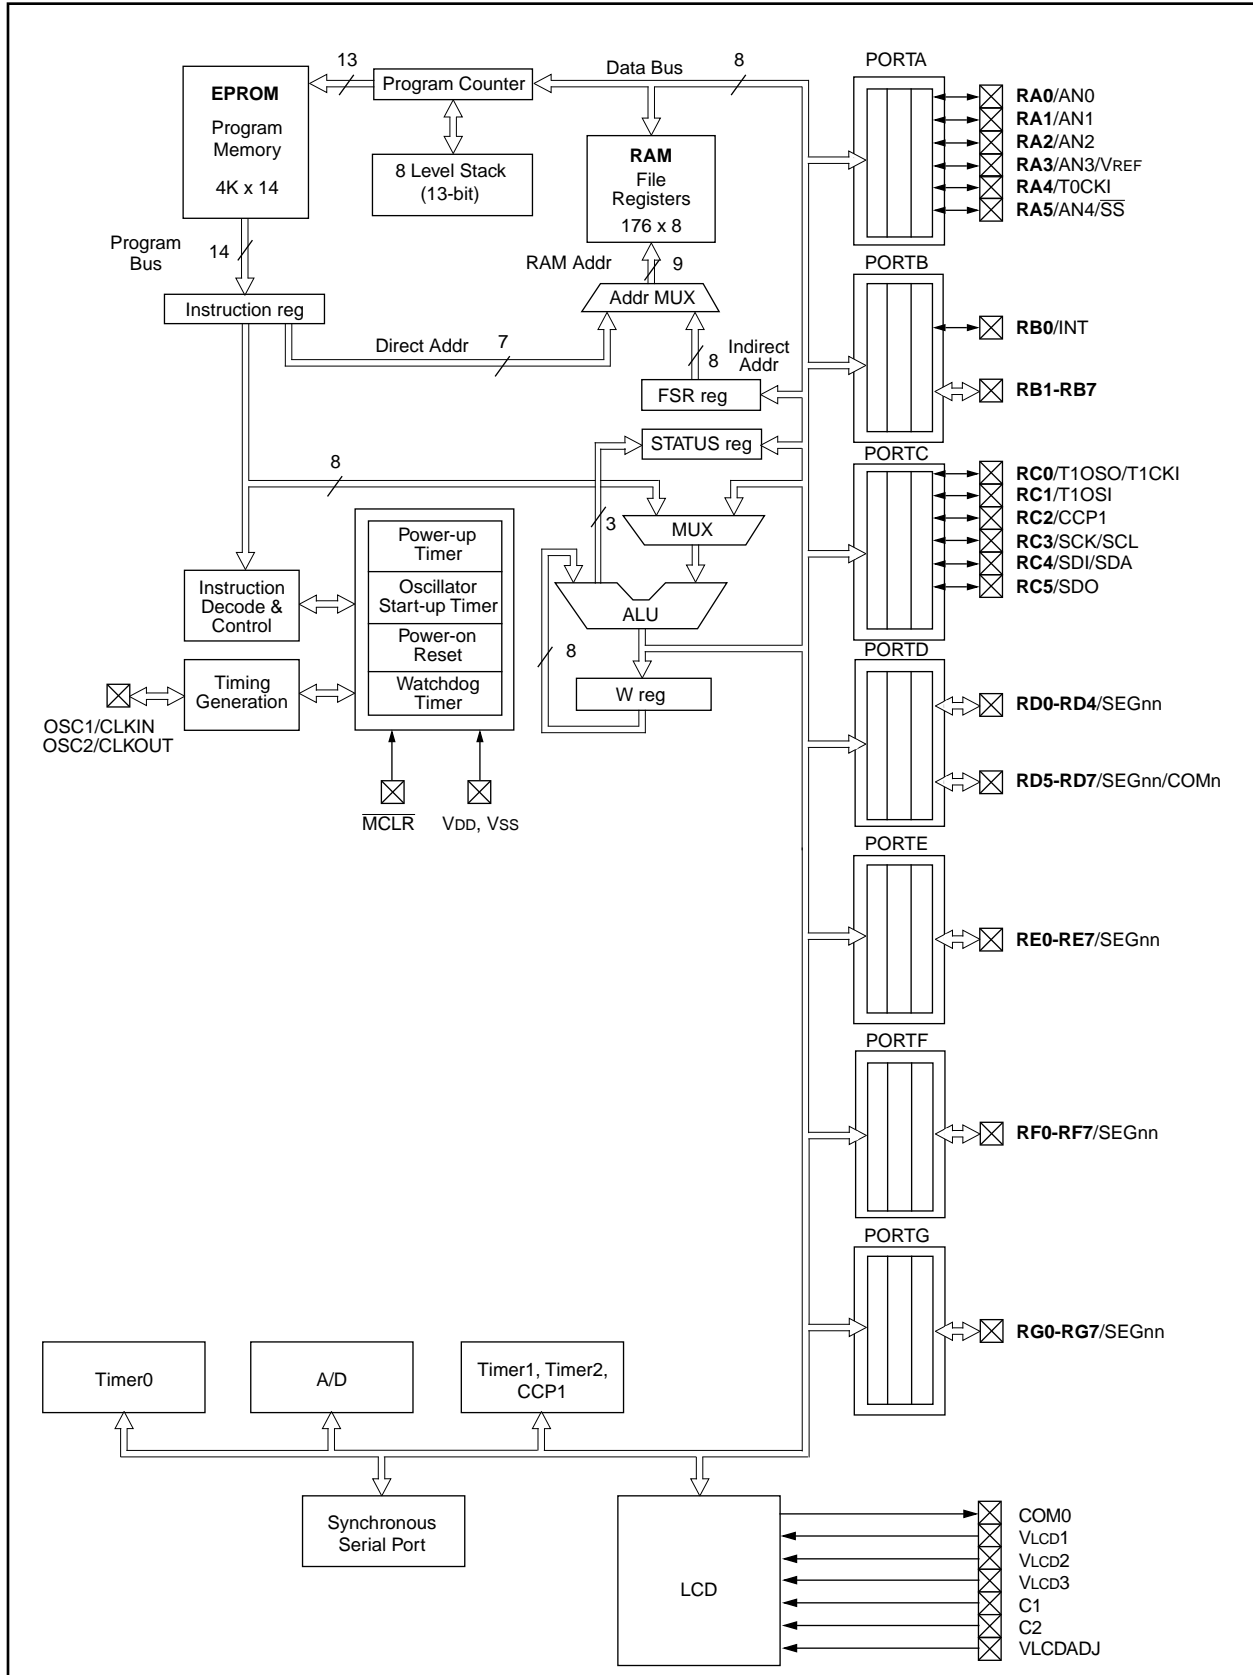 EPROM
Program
Memory
4K x 14
13
Program Counter
Data Bus
8
8 Level Stack
(13-bit)
RAM
File
Registers
176 x 8
Program
Bus
14
RAM Addr
9
Addr MUX
Instruction reg
Direct Addr
7
8
Indirect
Addr
FSR reg
STATUS reg
8
3
MUX
Power-up
Timer
Oscillator
Start-up Timer
Power-on
Reset
Watchdog
Timer
Instruction
Decode &
Control
ALU
8
W reg
Timing
Generation
OSC1/CLKIN
OSC2/CLKOUT
MCLR
VDD, VSS
PORTA
RA0/AN0
RA1/AN1
RA2/AN2
RA3/AN3/VREF
RA4/T0CKI
RA5/AN4/SS
PORTB
RB0/INT
RB1-RB7
PORTC
RC0/T1OSO/T1CKI
RC1/T1OSI
RC2/CCP1
RC3/SCK/SCL
RC4/SDI/SDA
RC5/SDO
PORTD
RD0-RD4/SEGnn
RD5-RD7/SEGnn/COMn
PORTE
RE0-RE7/SEGnn
PORTF
RF0-RF7/SEGnn
PORTG
RG0-RG7/SEGnn
Timer0
A/D
Timer1, Timer2,
CCP1
Synchronous
Serial Port
LCD
COM0
VLCD1
VLCD2
VLCD3
C1
C2
VLCDADJ